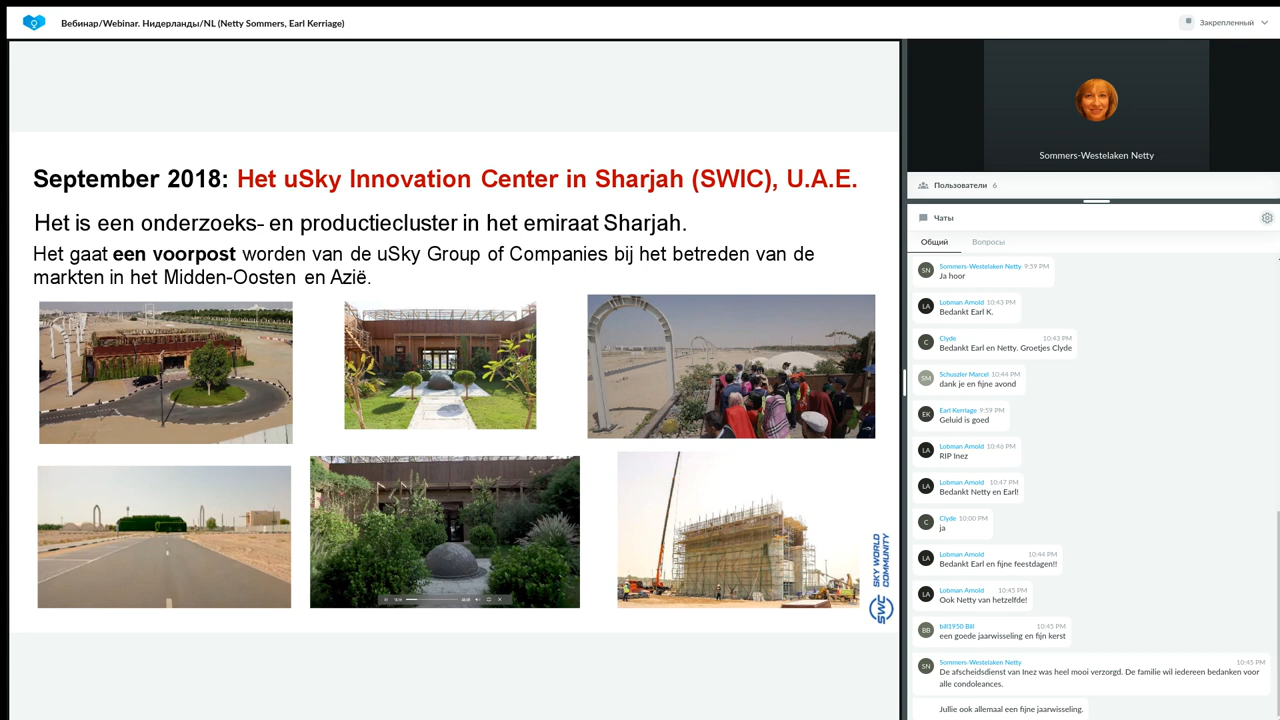 Вебинар/Webinar. Нидерланды/NL (Netty Sommers, Earl Kerriage)
Закрепленный
September 2018: Het uSky Innovation Center in Sharjah (SWIC), U.A.E.
Het is een onderzoeks- en productiecluster in het emiraat Sharjah.
Het gaat een voorpost worden van de uSky Group of Companies bij het betreden van de
markten in het Midden-Oosten en Azië.
SKY WORLD
COMMUNITY
SWC
Sommers-Westelaken Netty
Пользователи 6
Чаты
Общий Вопросы
SN
Sommers-Westelaken Netty 9:59 PM
Ja hoor
LA
Lobman Arnold 10:43 PM
Bedankt Earl K.
C
Clyde 10:43 PM
Bedankt Earl en Netty. Groetjes Clyde
SM
Schuszler Marcel 10:44 PM
dank je en fijne avond
EK
Earl Kerriage 9:59 PM
Geluid is goed
LA
Lobman Arnold 10:46 PM
RIP Inez
LA
Lobman Arnold 10:47 PM
Bedankt Netty en Earl!
C
Clyde 10:00 PM
ja
LA
Lobman Arnold 10:44 PM
Bedankt Earl en fijne feestdagen!!
LA
Lobman Arnold 10:45 PM
Ook Netty van hetzelfde!
BB
bill1950 Bill 10:45 PM
een goede jaarwisseling en fijn kerst
SN
Sommers-Westelaken Netty 10:45 PM
De afscheidsdienst van Inez was heel mooi verzorgd. De familie wil iedereen bedanken voor
alle condoleances.
Jullie ook allemaal een fijne jaarwisseling.